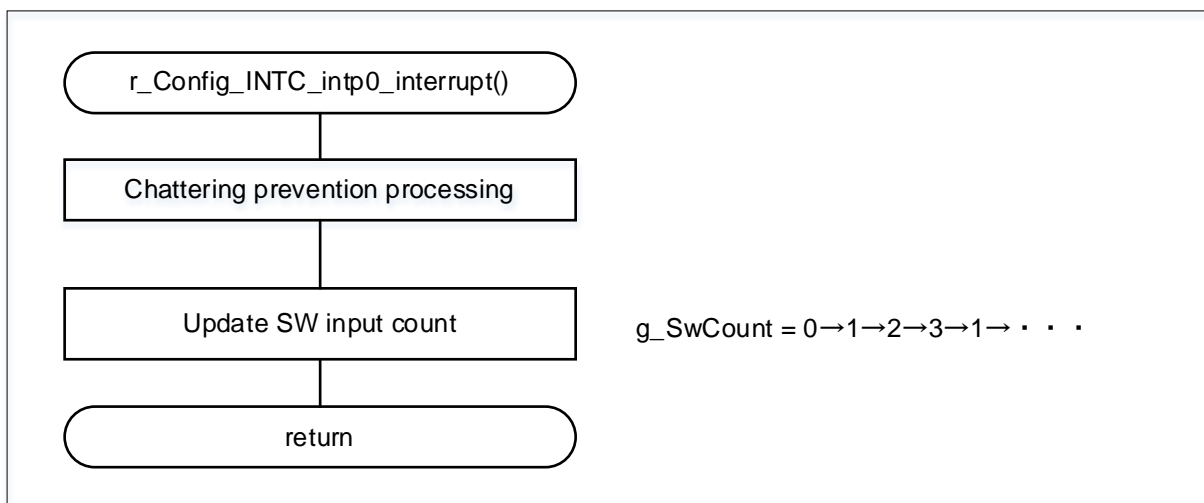 r_Config_INTC_intp0_interrupt()
Chattering prevention processing
Update SW input count
g_SwCount = 0→1→2→3→1→・・・
return